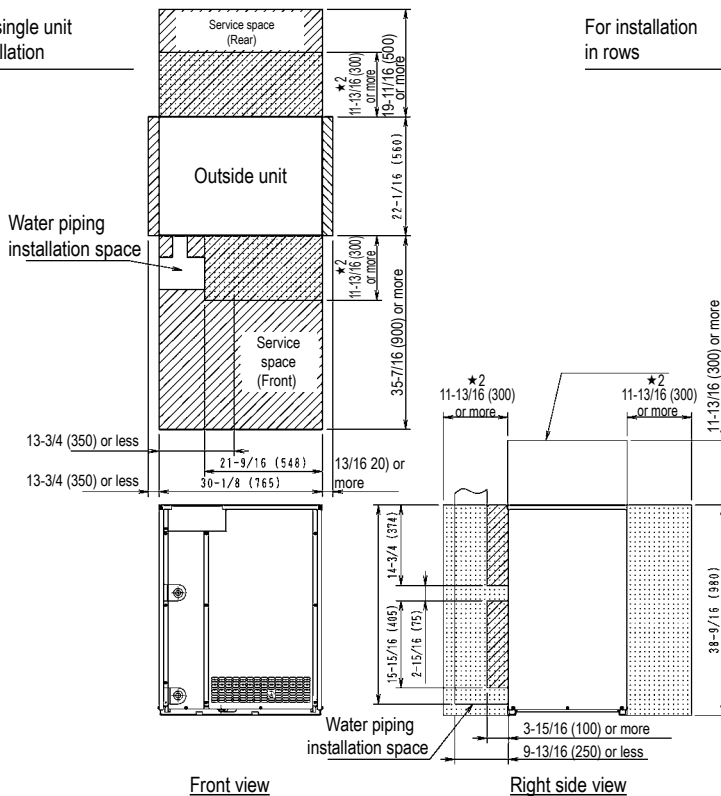 single unit
llation
Service space
(Rear)
★2
11-13/16 (300)
or more
19-11/16 (500)
or more
For installation
in rows
Outside unit
22-1/16 (560)
Water piping
installation space
★2
11-13/16 (300)
or more
35-7/16 (900) or more
Service
space
(Front)
13-3/4 (350) or less
21-9/16 (548)
13-3/4 (350) or less
30-1/8 (765)
13/16 20) or
more
★2
11-13/16 (300)
or more
★2
11-13/16 (300)
or more
11-13/16 (300) or more
14-3/4 (374)
15-15/16 (405)
2-15/16 (75)
38-9/16 (980)
Water piping
installation space
3-15/16 (100) or more
9-13/16 (250) or less
Front view
Right side view